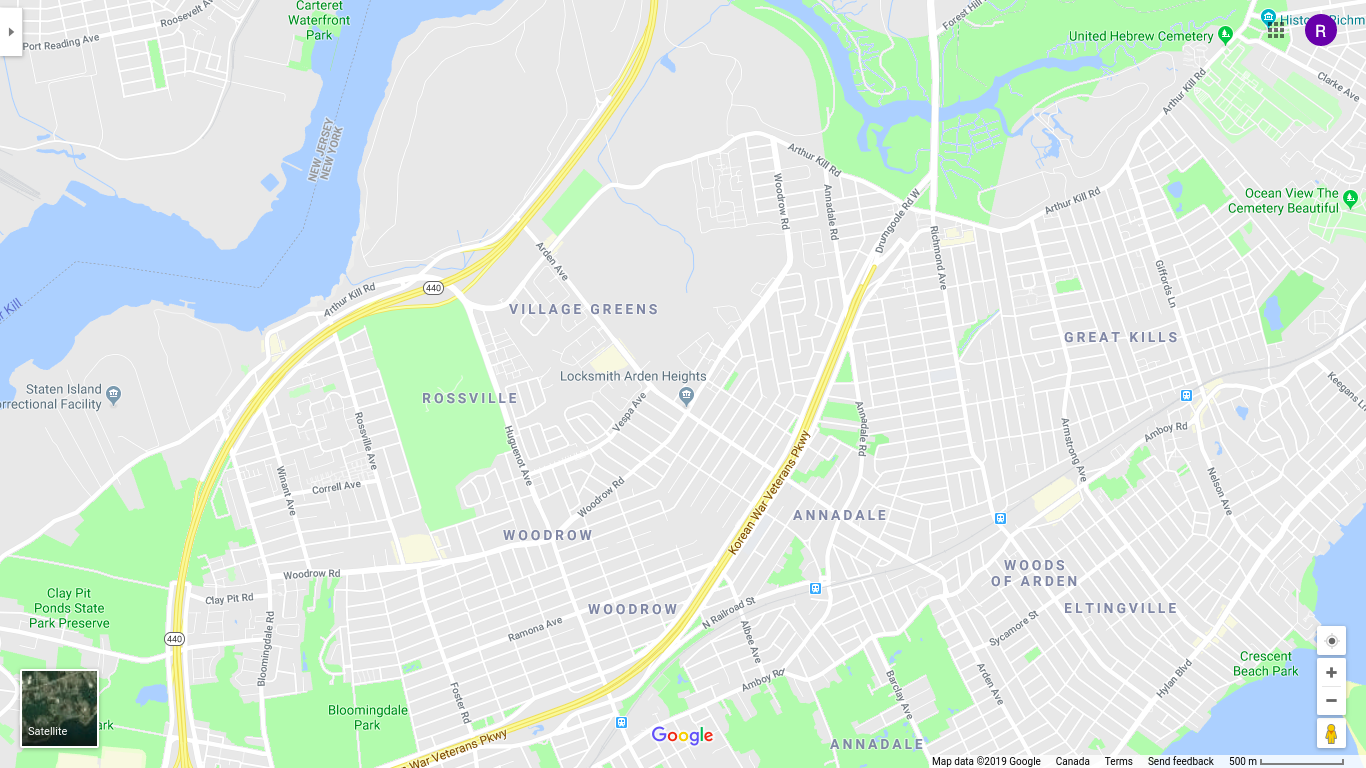 Carteret
Waterfront
Park
Roosevelt Ave
Port Reading Ave
Forest Hill
Histor
Richm
R
United Hebrew Cemetery
Clarke Ave
Arthur Kill Rd
NEW JERSEY
NEW YORK
Arthur Kill Rd
Woodrow Rd
Annadale Rd
Drumgoole Rd W
Arthur Kill Rd
Ocean View The
Cemetery Beautiful
Richmond Ave
Arden Ave
Giffords Ln
Kill
Arthur Kill Rd
440
VILLAGE GREENS
GREAT KILLS
Staten Island
orrectional Facility
Locksmith Arden Heights
ROSSVILLE
Vespa Ave
Keegans Ln
Rossville Ave
Huguenot Ave
Annadale Rd
Armstrong Ave
Amboy Rd
Winant Ave
Correll Ave
Woodrow Rd
Korean War Veterans Pkwy
Nelson Ave
ANNADALE
WOODROW
WOODS
OF ARDEN
Woodrow Rd
Clay Pit
Ponds State
Park Preserve
Clay Pit Rd
WOODROW
N Railroad St
ELTINGVILLE
Ramona Ave
Albee Ave
Sycamore St
440
Bloomingdale Rd
Crescent
Beach Park
Amboy Rd
Barclay Ave
Arden Ave
Hylan Blvd
Foster Rd
Bloomingdale
Park
ark
Satellite
an War Veterans Pkwy
Google
ANNADALE
Map data ©2019 Google
Canada
Terms
Send feedback
500 m